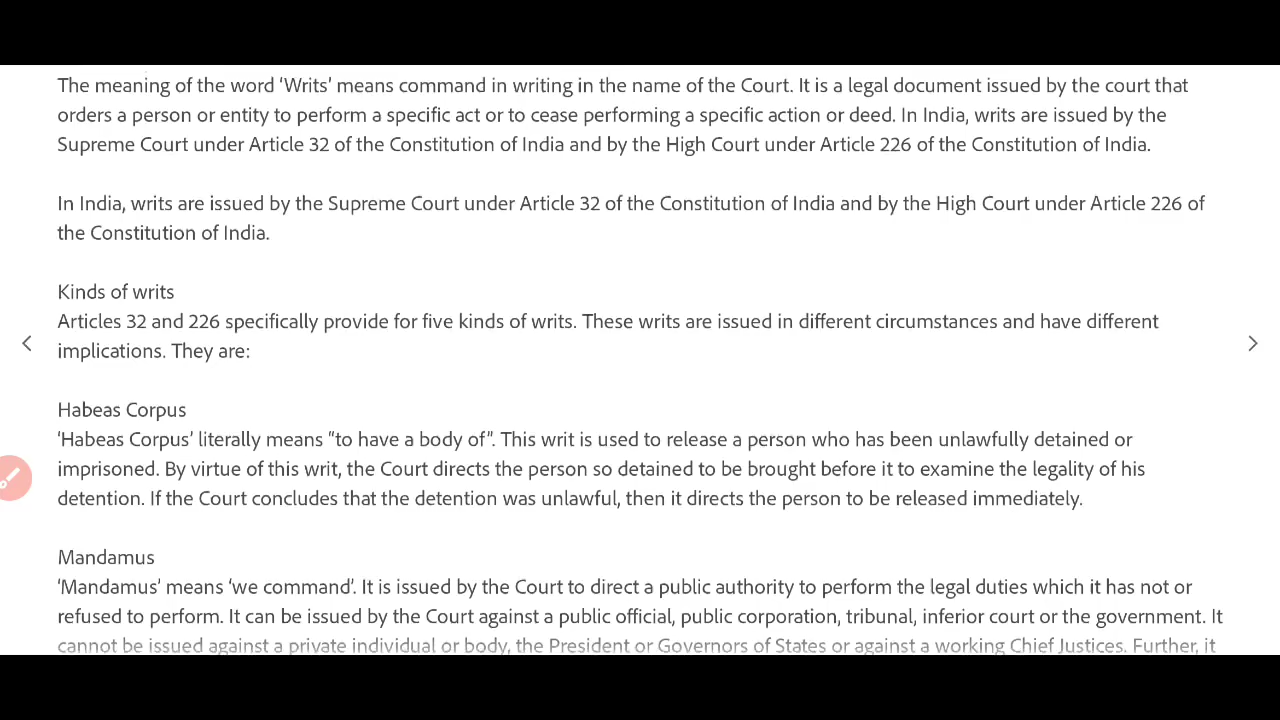 The meaning of the word ‘Writs’ means command in writing in the name of the Court. It is a legal document issued by the court that
orders a person or entity to perform a specific act or to cease performing a specific action or deed. In India, writs are issued by the
Supreme Court under Article 32 of the Constitution of India and by the High Court under Article 226 of the Constitution of India.
In India, writs are issued by the Supreme Court under Article 32 of the Constitution of India and by the High Court under Article 226 of
the Constitution of India.
Kinds of writs
Articles 32 and 226 specifically provide for five kinds of writs. These writs are issued in different circumstances and have different
implications. They are:
Habeas Corpus
‘Habeas Corpus’ literally means “to have a body of”. This writ is used to release a person who has been unlawfully detained or
imprisoned. By virtue of this writ, the Court directs the person so detained to be brought before it to examine the legality of his
detention. If the Court concludes that the detention was unlawful, then it directs the person to be released immediately.
Mandamus
‘Mandamus’ means ‘we command’. It is issued by the Court to direct a public authority to perform the legal duties which it has not or
refused to perform. It can be issued by the Court against a public official, public corporation, tribunal, inferior court or the government. It
cannot be issued against a private individual or body, the President or Governors of States or against a working Chief Justices. Further, it